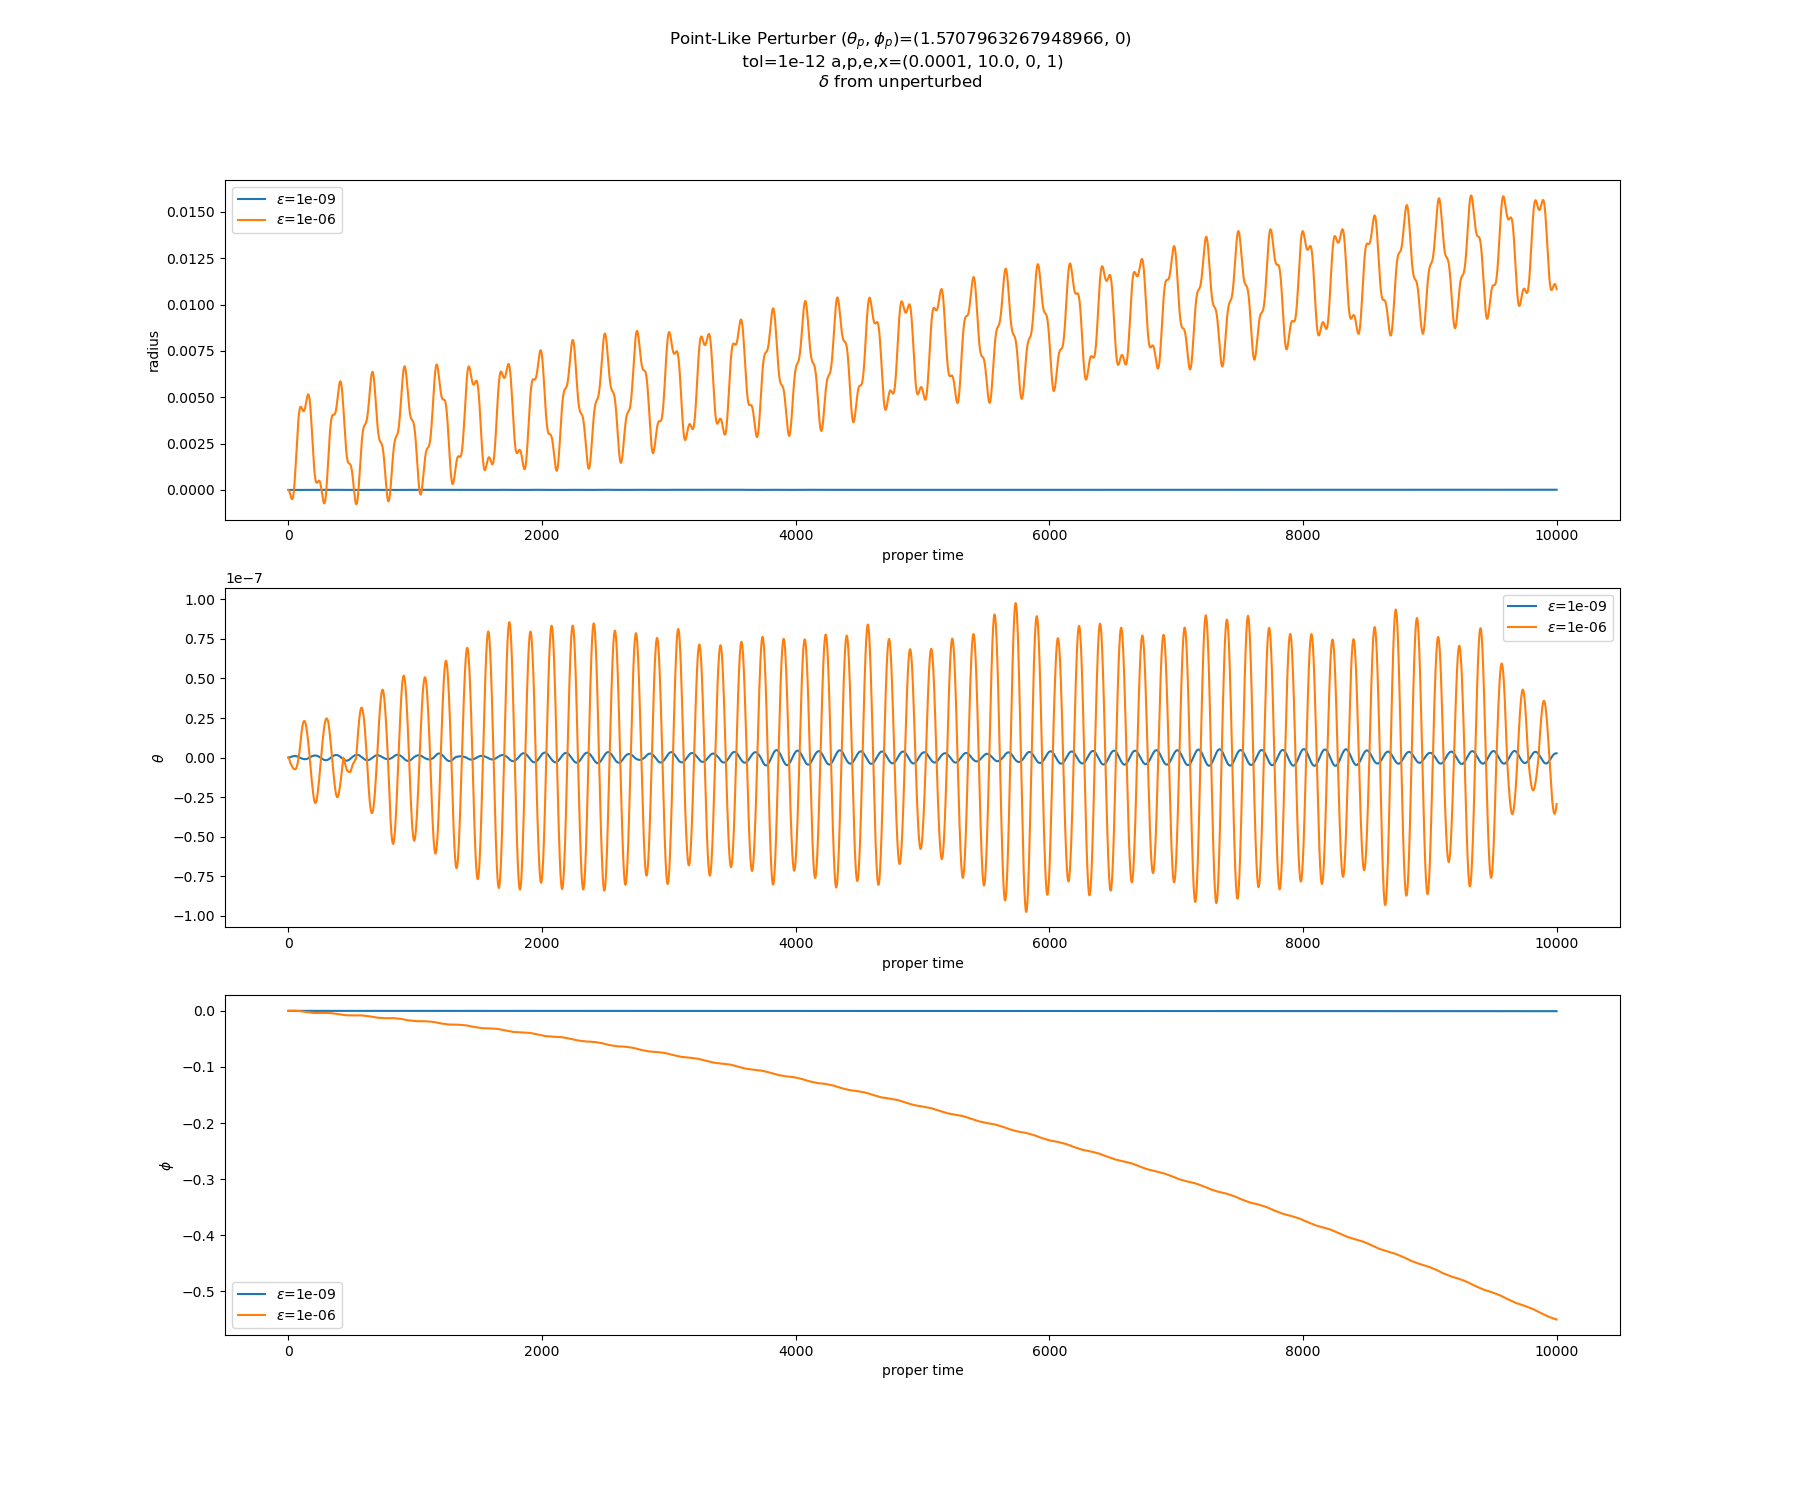 Point-Like Perturber (θₚ, ϕₚ)=(1.5707963267948966, 0)
tol=1e-12 a,p,e,x=(0.0001, 10.0, 0, 1)
δ from unperturbed
ε=1e-09
ε=1e-06
0.0150
0.0125
0.0100
0.0075
0.0050
0.0025
0.0000
radius
0 2000 4000 6000 8000 10000
proper time
1e−7
ε=1e-09
ε=1e-06
1.00
0.75
0.50
0.25
0.00
−0.25
−0.50
−0.75
−1.00
θ
0 2000 4000 6000 8000 10000
proper time
0.0
−0.1
−0.2
−0.3
−0.4
−0.5
ϕ
ε=1e-09
ε=1e-06
0 2000 4000 6000 8000 10000
proper time